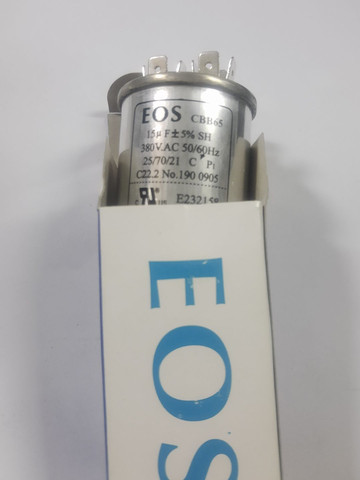 EOS CBB65
15µF±5% SH
380V.AC 50/60Hz
25/70/21 C P1
C22.2 No.190 0905
EOS